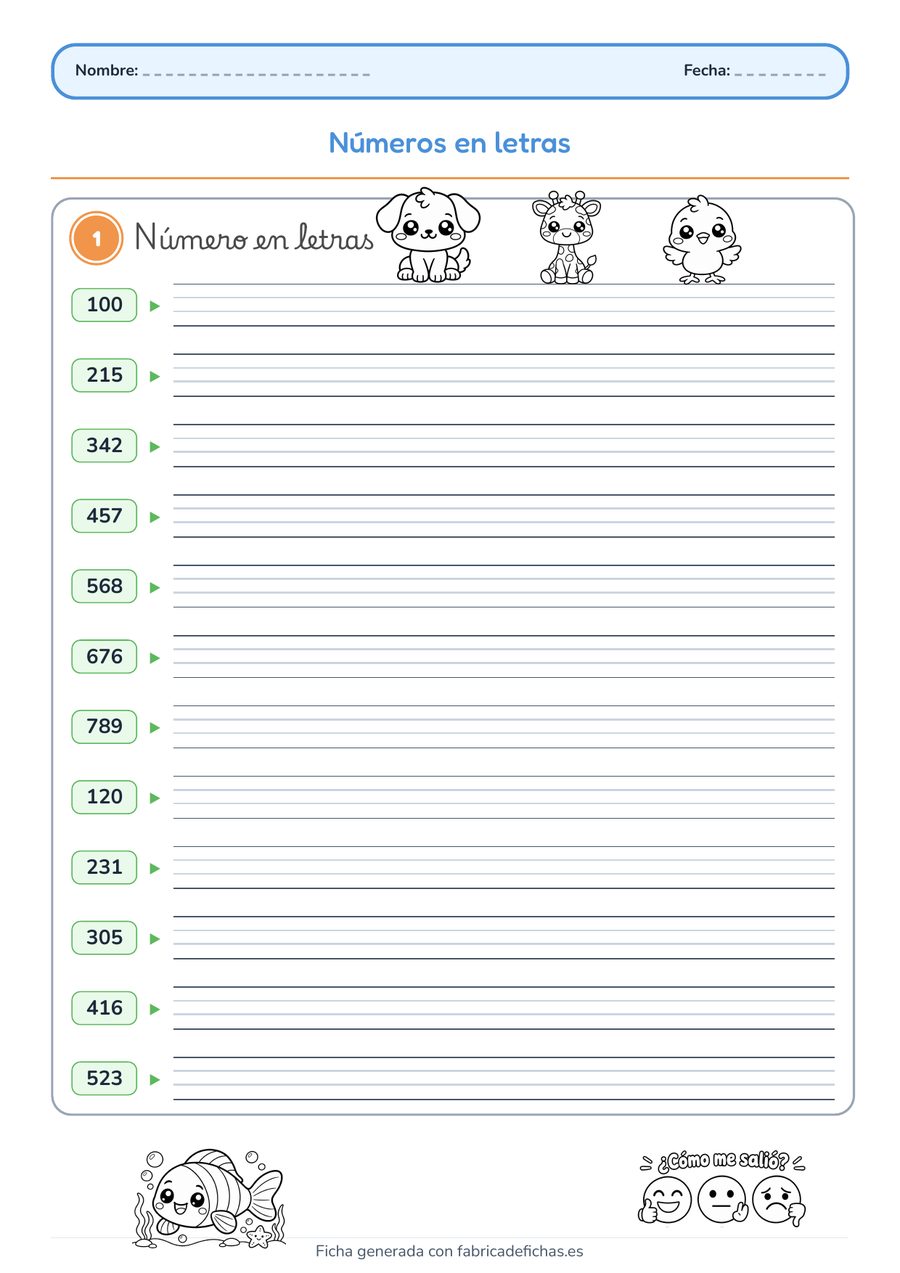 Nombre: Fecha:
Números en letras
1 Número en letras
100
215
342
457
568
676
789
120
231
305
416
523
¿Cómo me salió?
Ficha generada con fabricadefichas.es